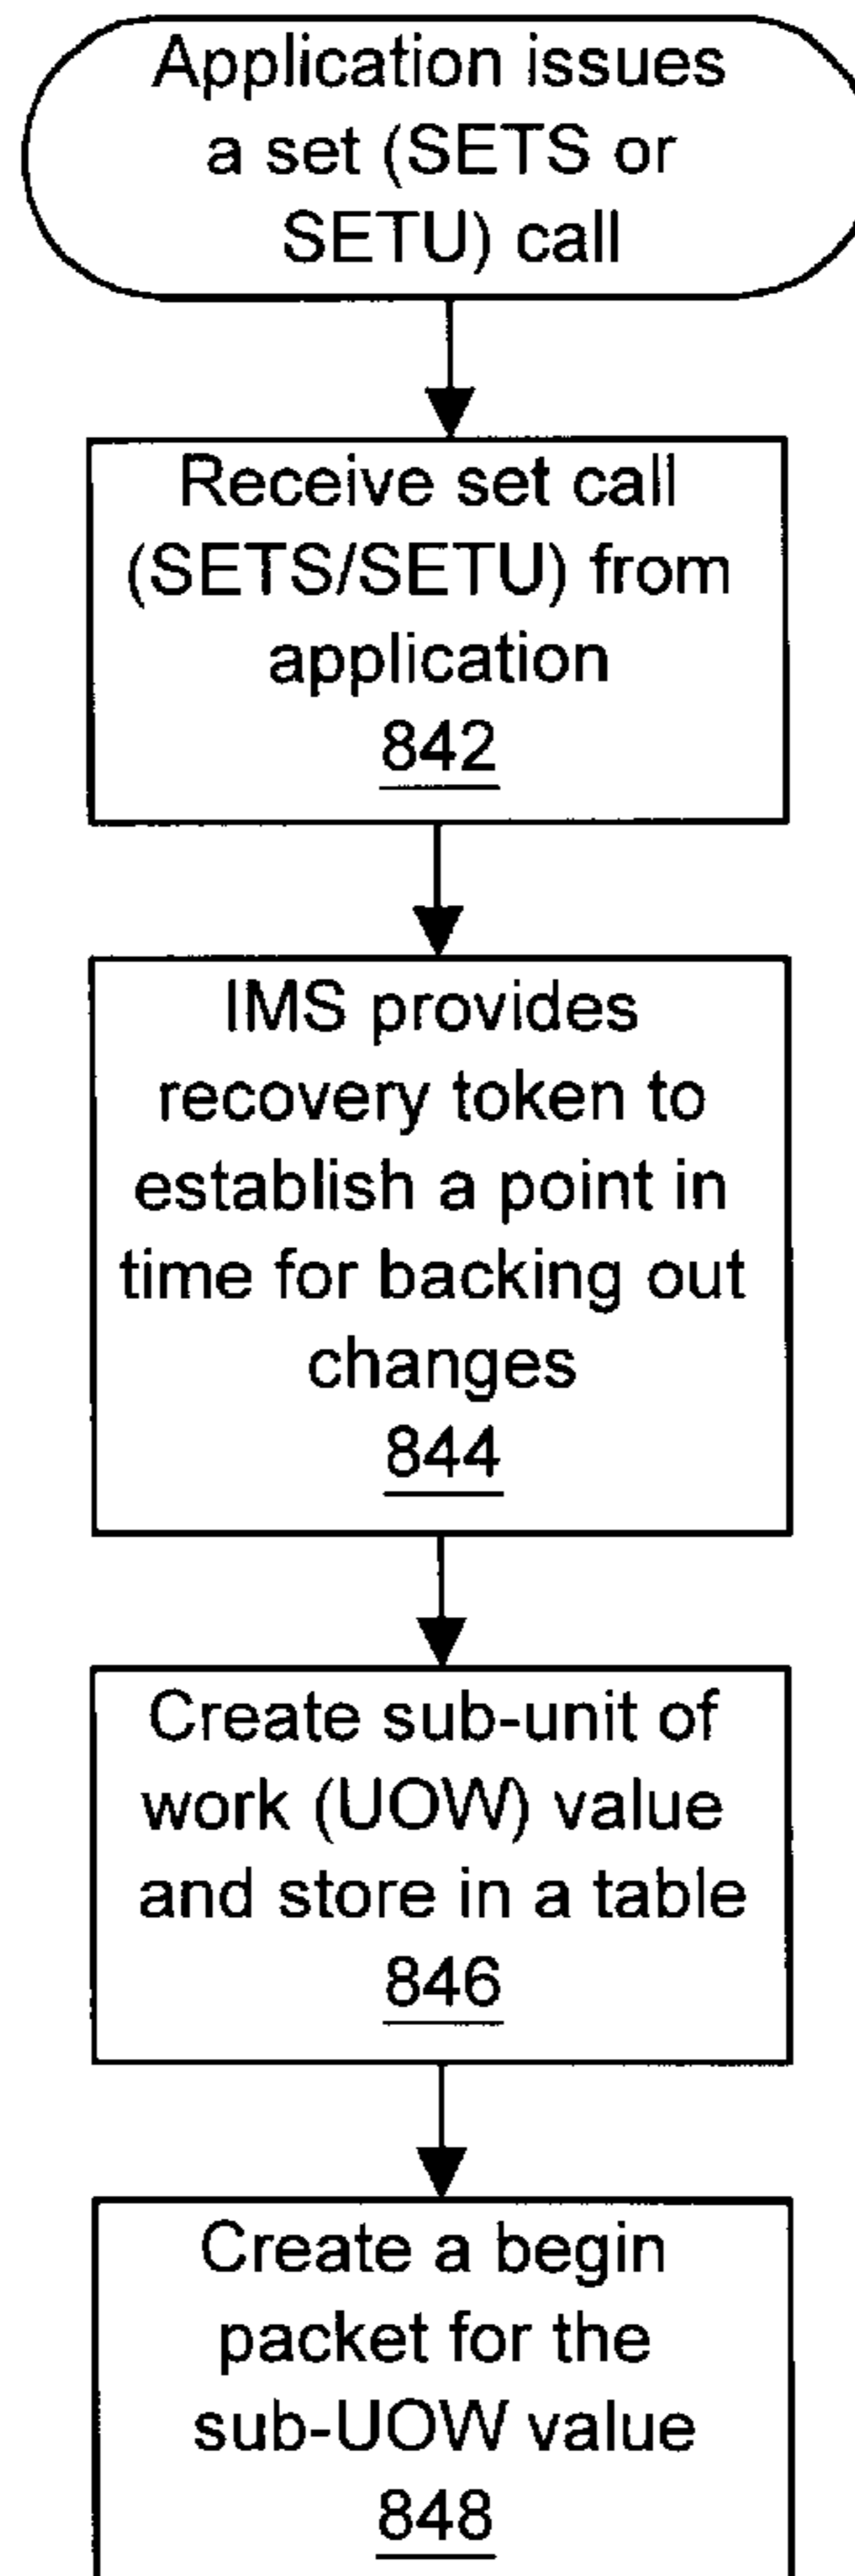 Application issues
a set (SETS or
SETU) call
Receive set call
(SETS/SETU) from
application
842
IMS provides
recovery token to
establish a point in
time for backing out
changes
844
Create sub-unit of
work (UOW) value
and store in a table
846
Create a begin
packet for the
sub-UOW value
848